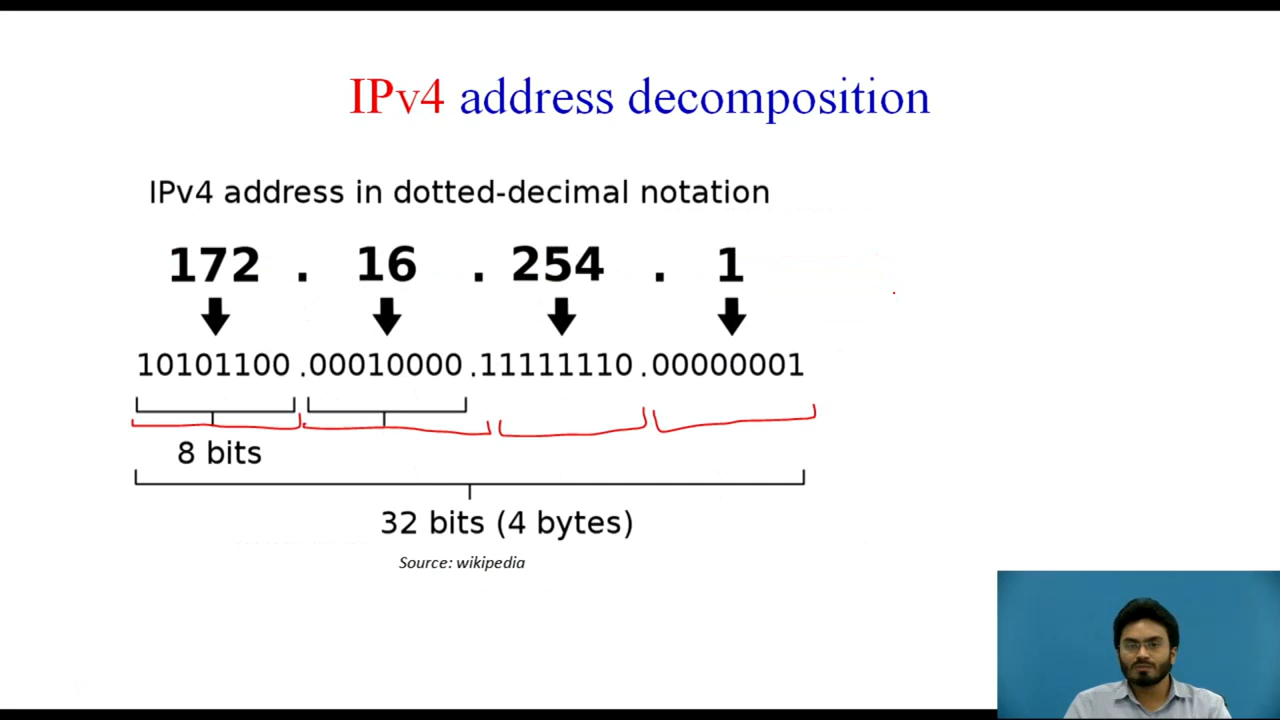 IPv4 address decomposition
IPv4 address in dotted-decimal notation
172 . 16 . 254 . 1
10101100 .00010000 .11111110 .00000001
8 bits
32 bits (4 bytes)
Source: wikipedia